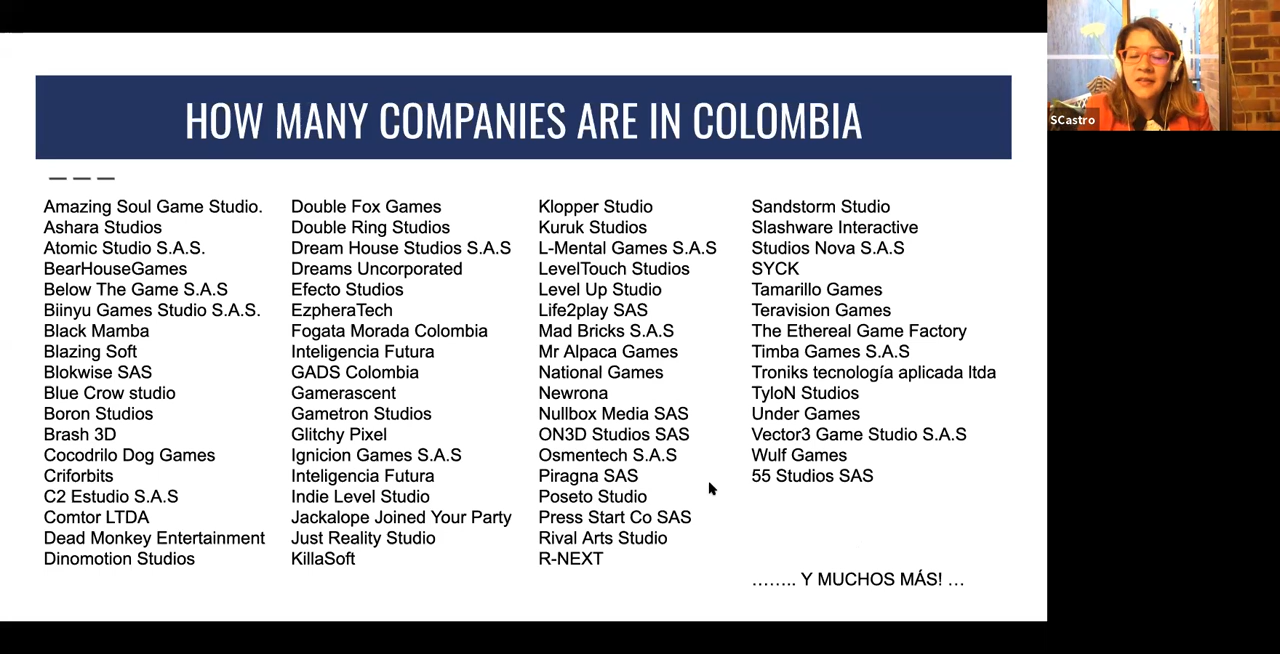 HOW MANY COMPANIES ARE IN COLOMBIA
Amazing Soul Game Studio.
Ashara Studios
Atomic Studio S.A.S.
BearHouseGames
Below The Game S.A.S
Biinyu Games Studio S.A.S.
Black Mamba
Blazing Soft
Blokwise SAS
Blue Crow studio
Boron Studios
Brash 3D
Cocodrilo Dog Games
Criforbits
C2 Estudio S.A.S
Comtor LTDA
Dead Monkey Entertainment
Dinomotion Studios
Double Fox Games
Double Ring Studios
Dream House Studios S.A.S
Dreams Uncorporated
Efecto Studios
EzpheraTech
Fogata Morada Colombia
Inteligencia Futura
GADS Colombia
Gamerascent
Gametron Studios
Glitchy Pixel
Ignicion Games S.A.S
Inteligencia Futura
Indie Level Studio
Jackalope Joined Your Party
Just Reality Studio
KillaSoft
Klopper Studio
Kuruk Studios
L-Mental Games S.A.S
LevelTouch Studios
Level Up Studio
Life2play SAS
Mad Bricks S.A.S
Mr Alpaca Games
National Games
Newrona
Nullbox Media SAS
ON3D Studios SAS
Osmentech S.A.S
Piragna SAS
Poseto Studio
Press Start Co SAS
Rival Arts Studio
R-NEXT
Sandstorm Studio
Slashware Interactive
Studios Nova S.A.S
SYCK
Tamarillo Games
Teravision Games
The Ethereal Game Factory
Timba Games S.A.S
Troniks tecnología aplicada ltda
TyloN Studios
Under Games
Vector3 Game Studio S.A.S
Wulf Games
55 Studios SAS
…….. Y MUCHOS MÁS! …
SCastro